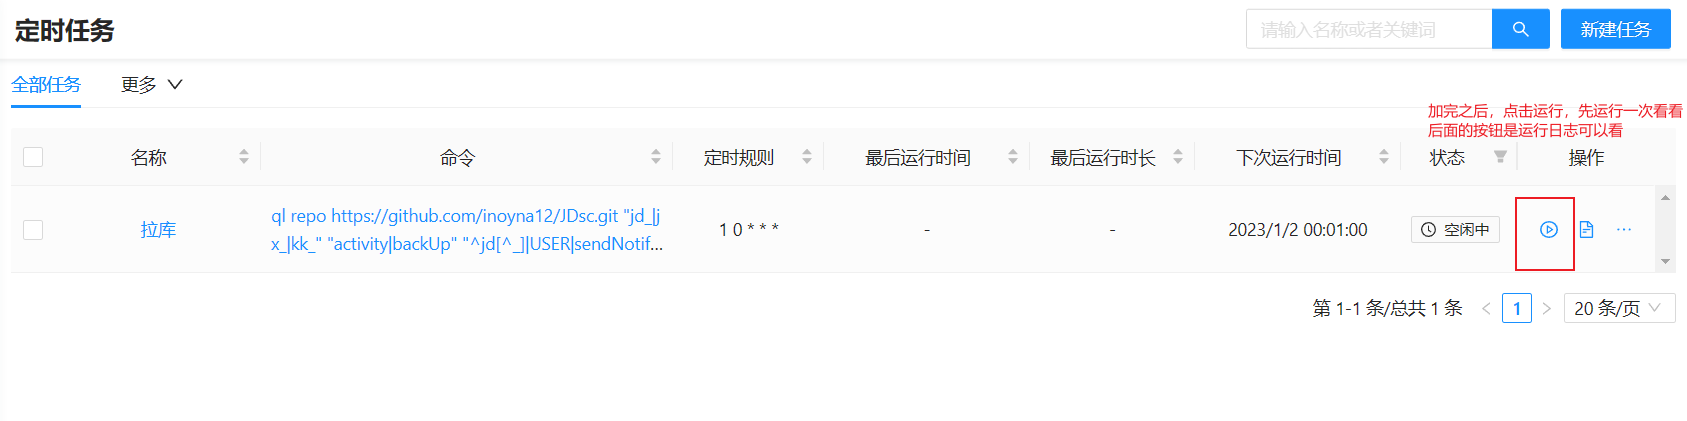 定时任务
请输入名称或者关键词
新建任务
全部任务
更多
加完之后，点击运行，先运行一次看看
后面的按钮是运行日志可以看
名称
命令
定时规则
最后运行时间
最后运行时长
下次运行时间
状态
操作
拉库
ql repo https://github.com/inoyna12/JDsc.git "jd_|j
x_|kk_" "activity|backUp" "^jd[^_]|USER|sendNotif...
1 0 * * *
-
-
2023/1/2 00:01:00
空闲中
第 1-1 条/总共 1 条
1
20 条/页